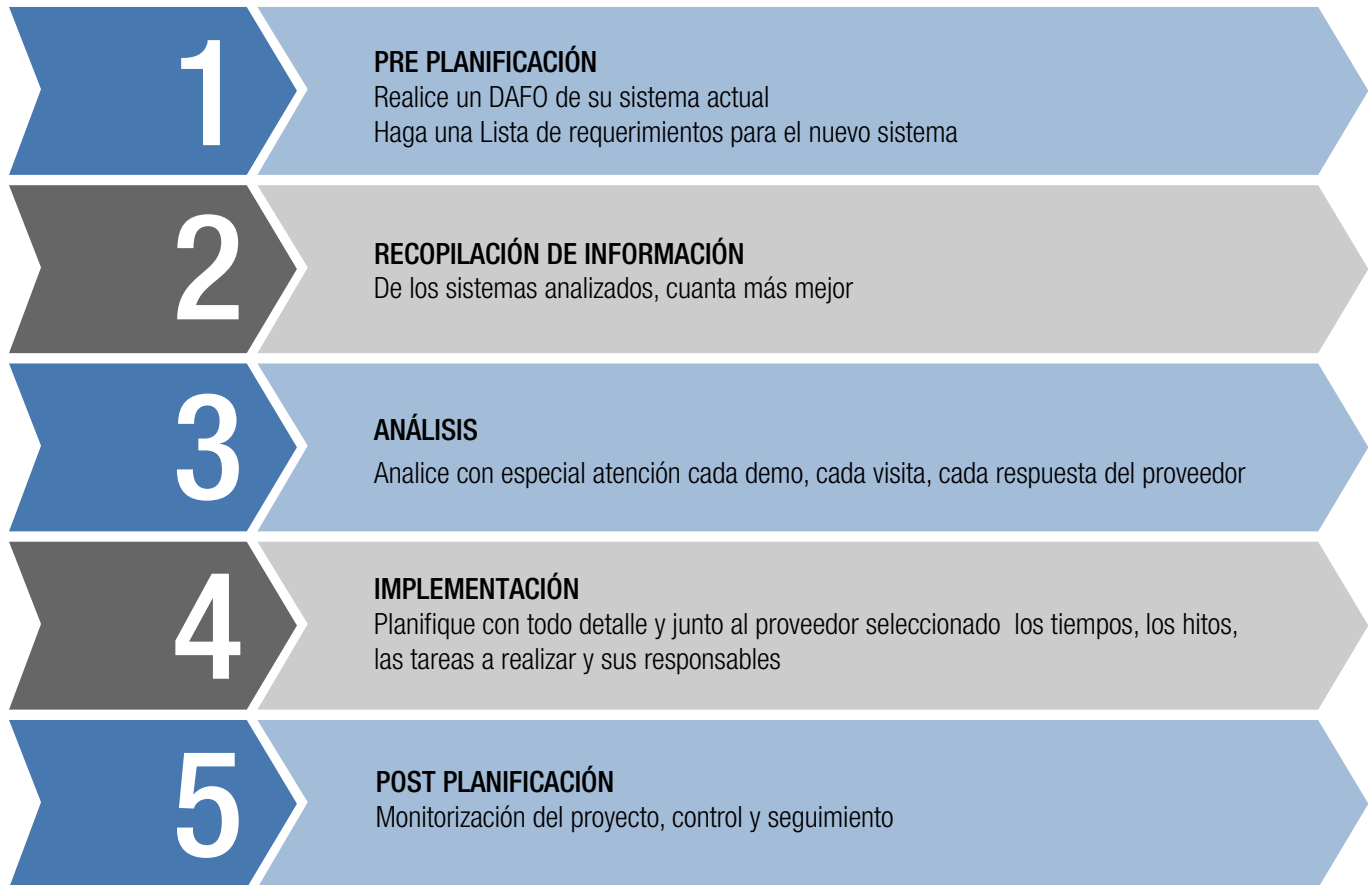 1
PRE PLANIFICACIÓN
Realice un DAFO de su sistema actual
Haga una Lista de requerimientos para el nuevo sistema
2
RECOPILACIÓN DE INFORMACIÓN
De los sistemas analizados, cuanta más mejor
3
ANÁLISIS
Analice con especial atención cada demo, cada visita, cada respuesta del proveedor
4
IMPLEMENTACIÓN
Planifique con todo detalle y junto al proveedor seleccionado  los tiempos, los hitos,
las tareas a realizar y sus responsables
5
POST PLANIFICACIÓN
Monitorización del proyecto, control y seguimiento